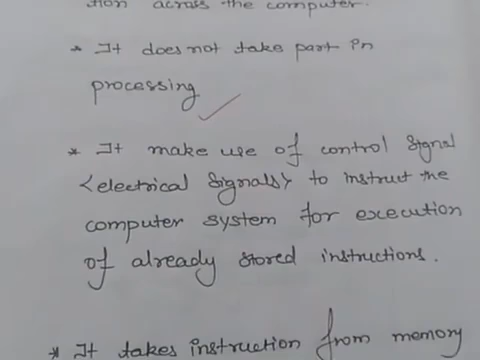 tion across the computer.
* It does not take part in
processing
* It make use of control signal
<electrical signals> to instruct the
computer system for execution
of already stored instructions.
* It takes instruction from memory